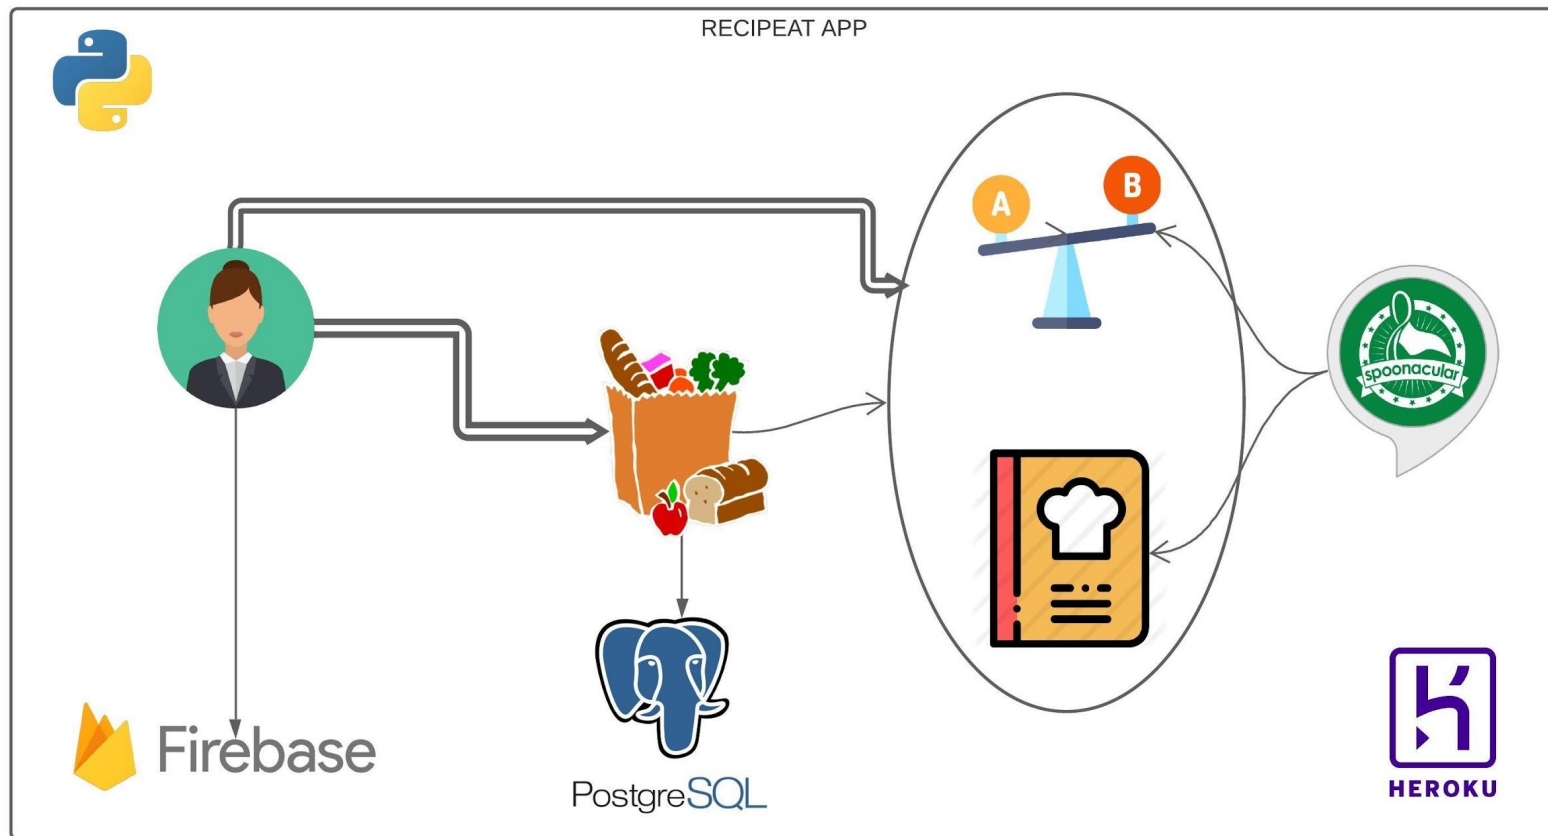 RECIPEAT APP
A
B
spoonacular
Firebase
PostgreSQL
HEROKU